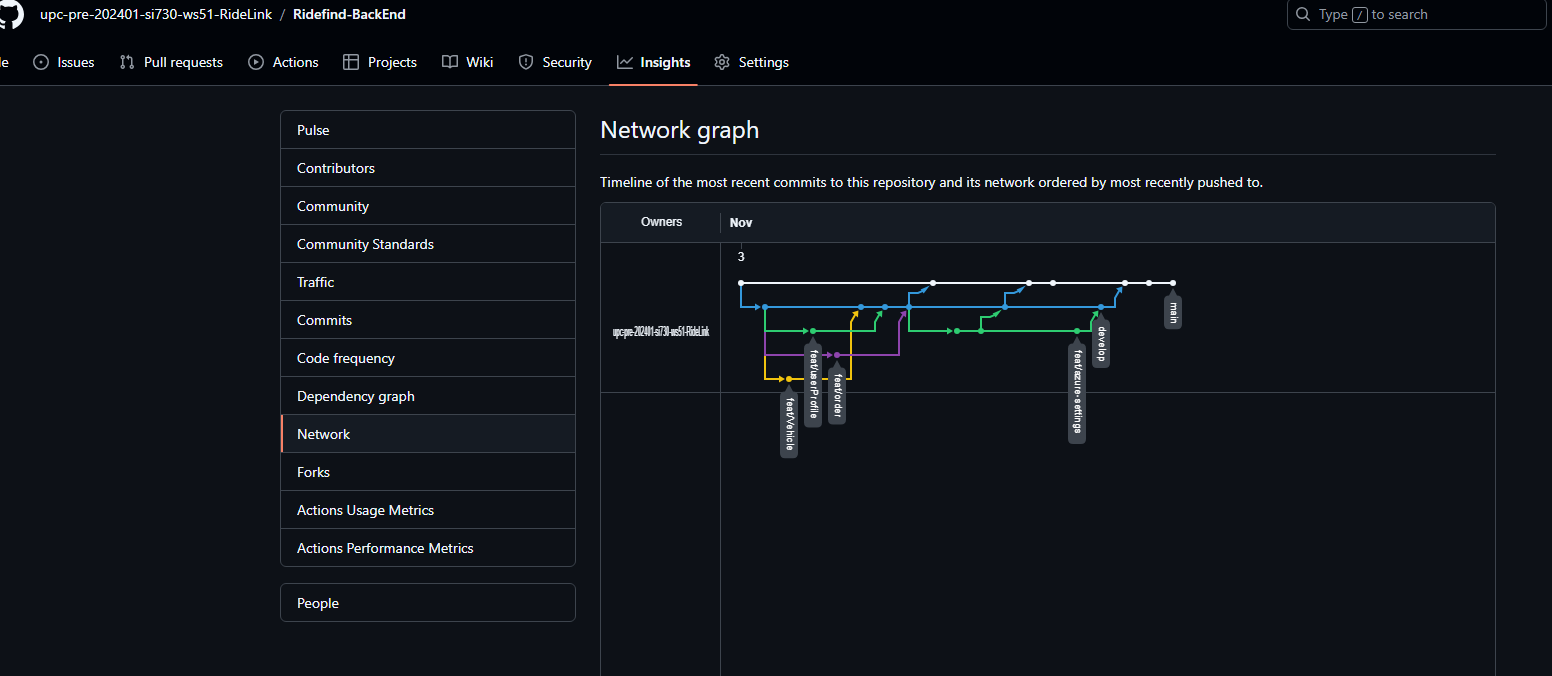 upc-pre-202401-si730-ws51-RideLink / Ridefind-BackEnd
Type / to search
le Issues Pull requests Actions Projects Wiki Security Insights Settings
Pulse
Contributors
Community
Community Standards
Traffic
Commits
Code frequency
Dependency graph
Network
Forks
Actions Usage Metrics
Actions Performance Metrics
People
Network graph
Timeline of the most recent commits to this repository and its network ordered by most recently pushed to.
Owners Nov
3
upc-pre-202401-si730-ws51-RideLink
main
develop
feat/azure-settings
feat/userProfile
feat/order
feat/Vehicle